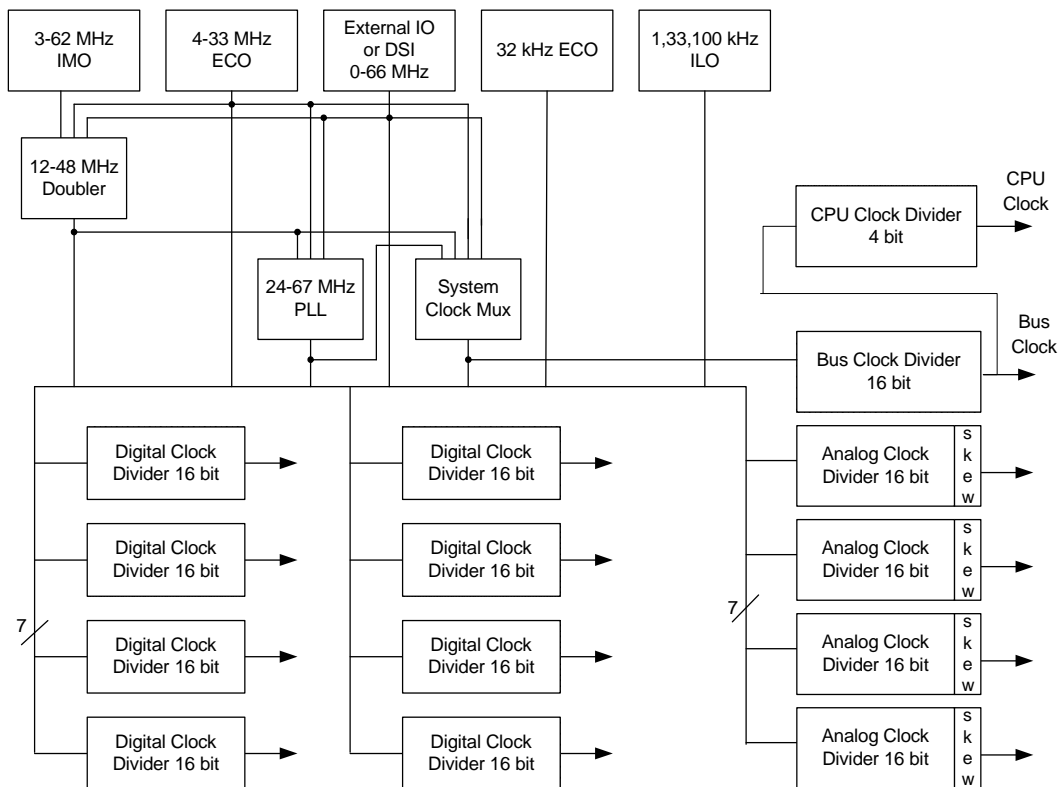 3-62 MHz
IMO
4-33 MHz
ECO
External IO
or DSI
0-66 MHz
32 kHz ECO
1,33,100 kHz
ILO
12-48 MHz
Doubler
24-67 MHz
PLL
System
Clock Mux
CPU Clock Divider
4 bit
CPU
Clock
Bus Clock Divider
16 bit
Bus
Clock
7
Digital Clock
Divider 16 bit
Digital Clock
Divider 16 bit
Digital Clock
Divider 16 bit
Digital Clock
Divider 16 bit
Digital Clock
Divider 16 bit
Digital Clock
Divider 16 bit
Digital Clock
Divider 16 bit
Digital Clock
Divider 16 bit
7
Analog Clock
Divider 16 bit
s
k
e
w
Analog Clock
Divider 16 bit
s
k
e
w
Analog Clock
Divider 16 bit
s
k
e
w
Analog Clock
Divider 16 bit
s
k
e
w